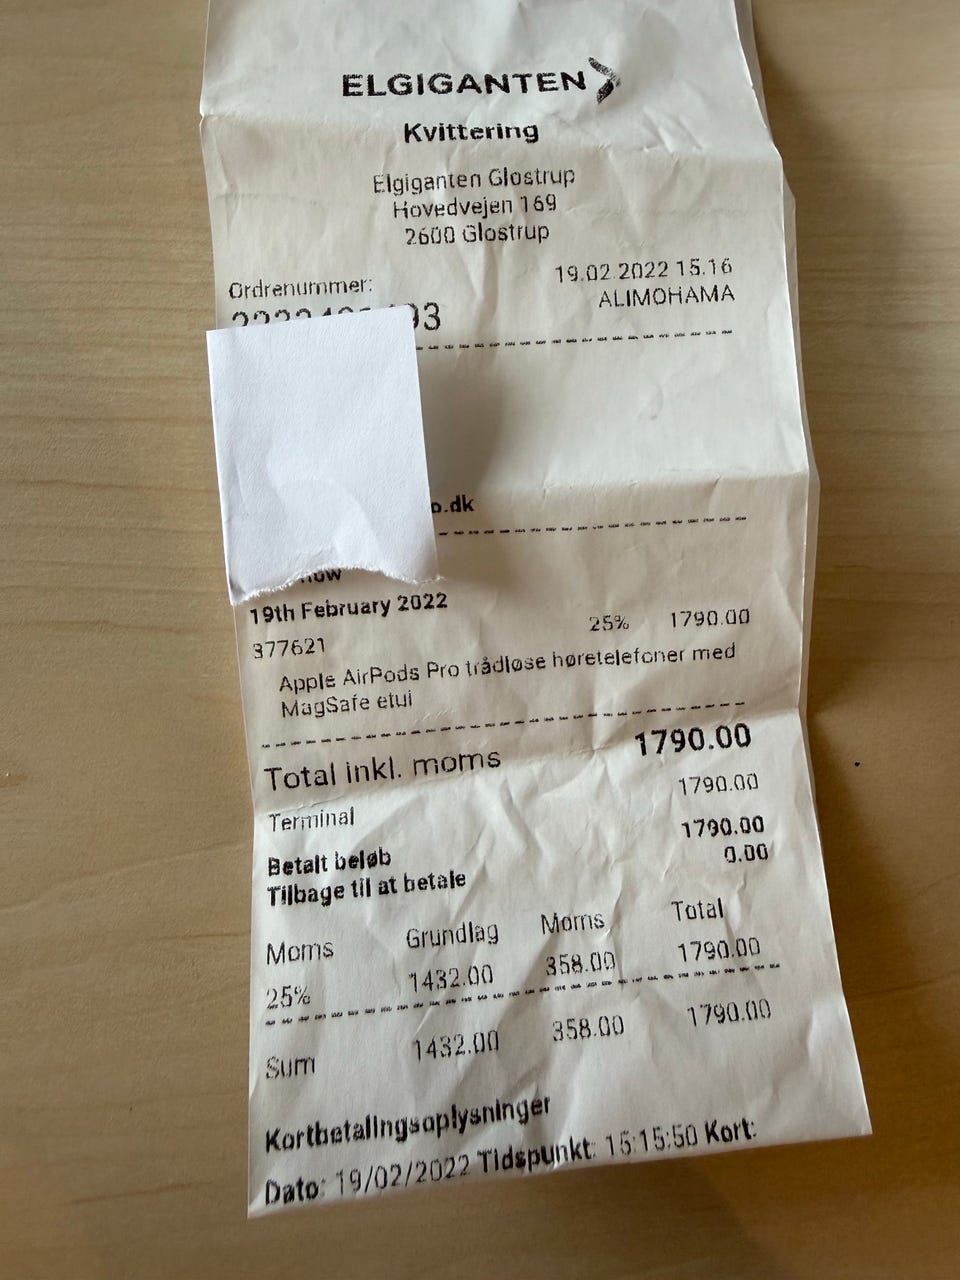 ELGIGANTEN
Kvittering
Elgiganten Glostrup
Hovedvejen 169
2600 Glostrup
Ordrenummer:
19.02.2022 15.16
ALIMOHAMA
19th February 2022
377621 25% 1790.00
Apple AirPods Pro trådløse høretelefoner med
MagSafe etui
Total inkl. moms 1790.00
Terminal 1790.00
Betalt beløb 1790.00
Tilbage til at betale 0.00
Moms Grundlag Moms Total
25% 1432.00 358.00 1790.00
Sum 1432.00 358.00 1790.00
Kortbetalingsoplysninger
Dato: 19/02/2022 Tidspunkt: 15:15:50 Kort: